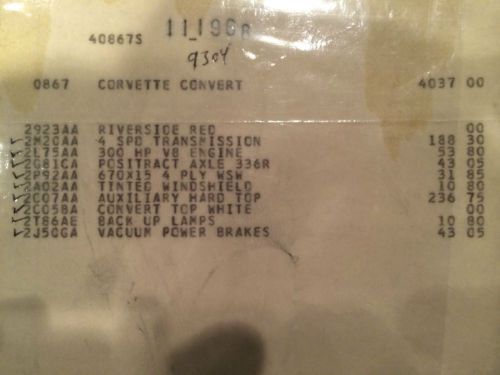 40867S 11190R
9304
0867 CORVETTE CONVERT 4037 00
2923AA RIVERSIDE RED 00
2M20AA 4 SPD TRANSMISSION 188 30
2L75AA 300 HP V8 ENGINE 53 80
2G81CA POSITRACT AXLE 336R 43 05
2P92AA 670X15 4 PLY WSW 31 85
2A02AA TINTED WINDSHIELD 10 80
2C07AA AUXILIARY HARD TOP 236 75
2C05BA CONVERT TOP WHITE 00
2T86AE BACK UP LAMPS 10 80
2J50GA VACUUM POWER BRAKES 43 05